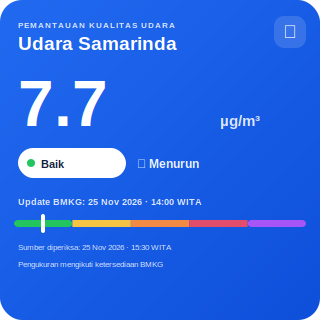 PEMANTAUAN KUALITAS UDARA
Udara Samarinda
7.7 µg/m³
Baik
Menurun
Update BMKG: 25 Nov 2026 · 14:00 WITA
Sumber diperiksa: 25 Nov 2026 · 15:30 WITA
Pengukuran mengikuti ketersediaan BMKG